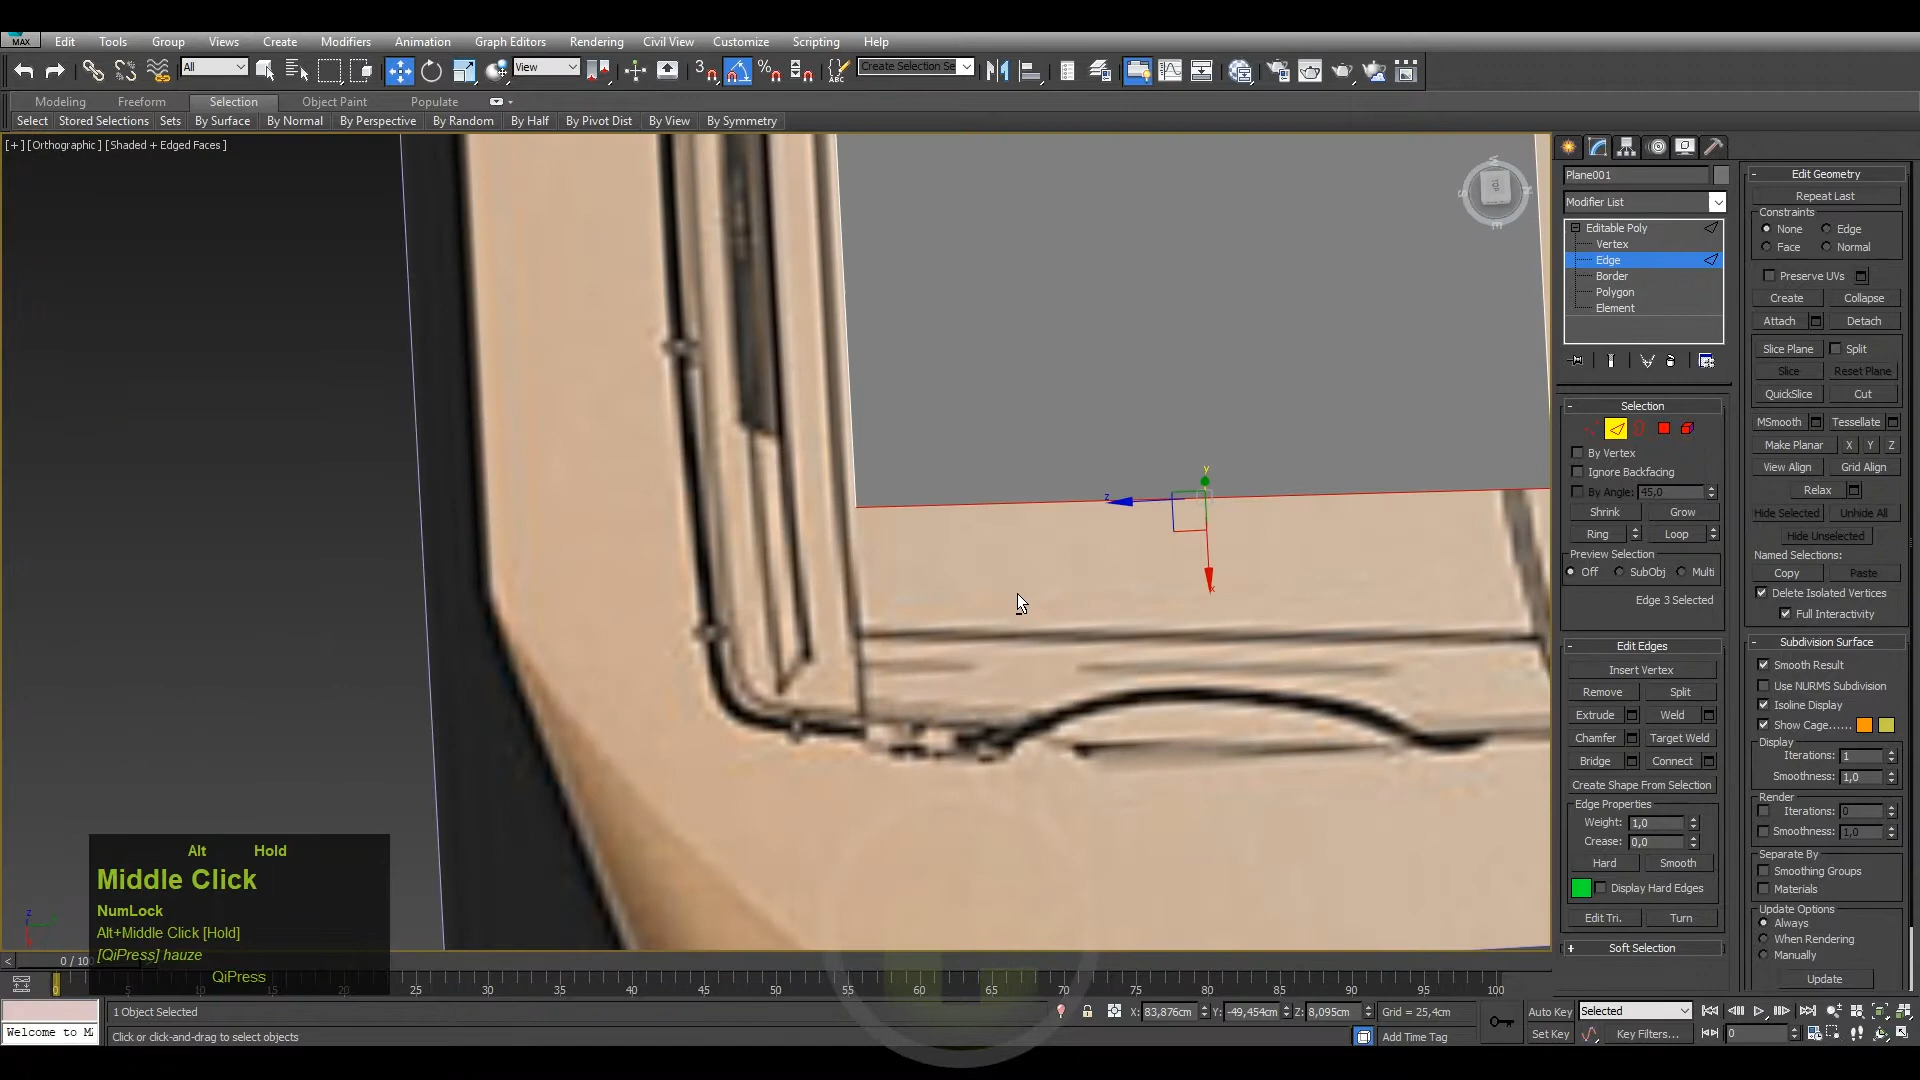 MAX
Edit Tools Group Views Create Modifiers Animation Graph Editors Rendering Civil View Customize Scripting Help
All View 3 % ABC Create Selection Se
Modeling Freeform Selection Object Paint Populate
Select Stored Selections Sets By Surface By Normal By Perspective By Random By Half By Pivot Dist By View By Symmetry
[+] [Orthographic] [Shaded + Edged Faces]
TOP
W
S
N
E
y
z
x
Plane001
Modifier List
Editable Poly
Vertex
Edge
Border
Polygon
Element
Selection
By Vertex
Ignore Backfacing
By Angle: 45,0
Shrink Grow
Ring Loop
Preview Selection
Off SubObj Multi
Edge 3 Selected
Edit Edges
Insert Vertex
Remove Split
Extrude Weld
Chamfer Target Weld
Bridge Connect
Create Shape From Selection
Edge Properties
Weight: 1,0
Crease: 0,0
Hard Smooth
Display Hard Edges
Edit Tri. Turn
Soft Selection
Edit Geometry
Repeat Last
Constraints
None Edge
Face Normal
Preserve UVs
Create Collapse
Attach Detach
Slice Plane Split
Slice Reset Plane
QuickSlice Cut
MSmooth Tessellate
Make Planar X Y Z
View Align Grid Align
Relax
Hide Selected Unhide All
Hide Unselected
Named Selections:
Copy Paste
Delete Isolated Vertices
Full Interactivity
Subdivision Surface
Smooth Result
Use NURMS Subdivision
Isoline Display
Show Cage......
Display
Iterations: 1
Smoothness: 1,0
Render
Iterations: 0
Smoothness: 1,0
Separate By
Smoothing Groups
Materials
Update Options
Always
When Rendering
Manually
Update
Alt Hold
Middle Click
NumLock
Alt+Middle Click [Hold]
[QiPress] hauze
QiPress
z
< 0 / 100
0 5 10 15 20 25 30 35 40 45 50 55 60 65 70 75 80 85 90 95 100
1 Object Selected X: 83,876cm Y: -49,454cm Z: 8,095cm Grid = 25,4cm Auto Key Selected
Welcome to M Click or click-and-drag to select objects Add Time Tag Set Key Key Filters... 0